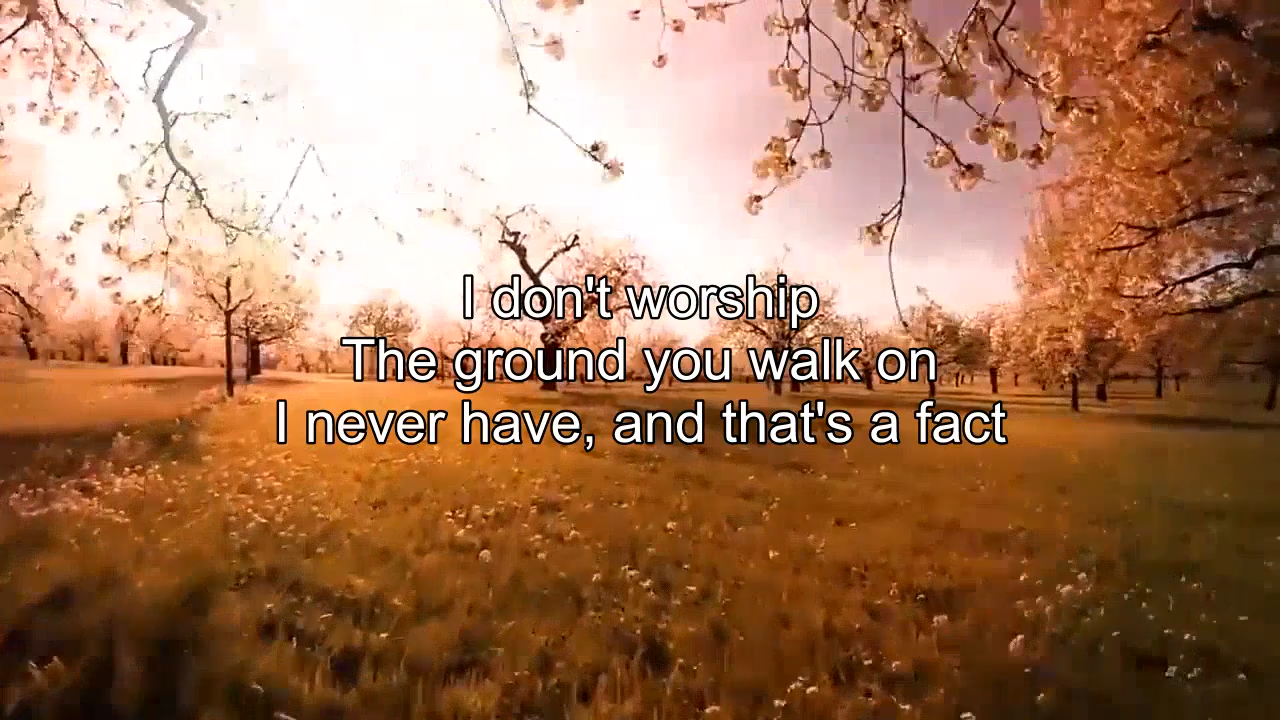 I don't worship
The ground you walk on
I never have, and that's a fact